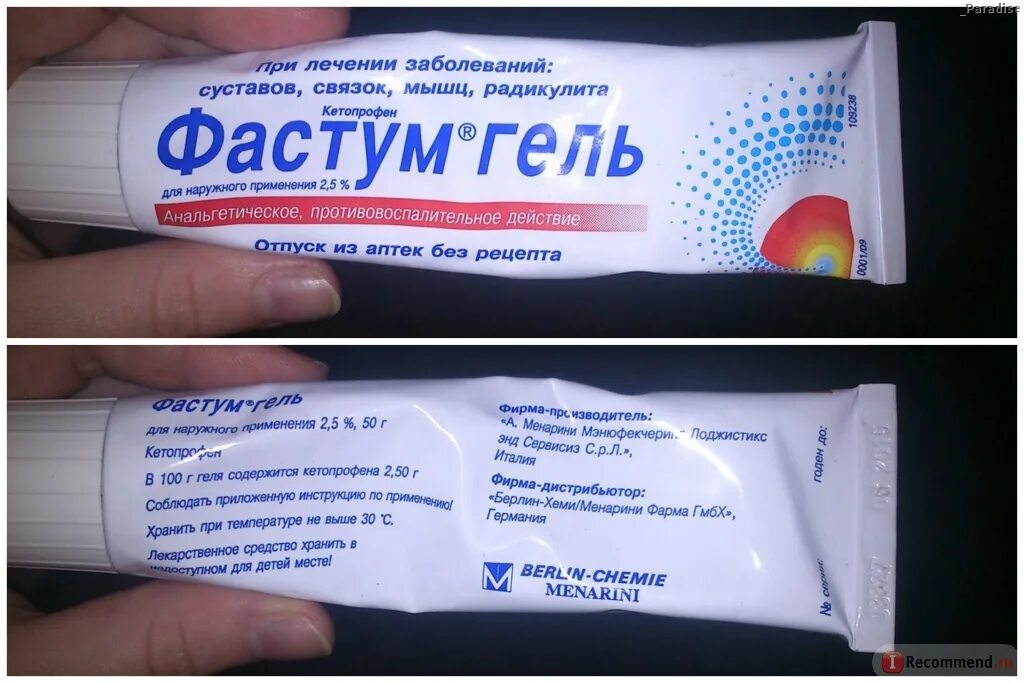 _Paradise
При лечении заболеваний:
суставов, связок, мышц, радикулита
Кетопрофен
Фастум® гель
для наружного применения 2,5 %
Анальгетическое, противовоспалительное действие
Отпуск из аптек без рецепта
109238
0001/09
Фастум® гель
для наружного применения 2,5 %, 50 г
Кетопрофен
В 100 г геля содержится кетопрофена 2,50 г
Соблюдать приложенную инструкцию по применению!
Хранить при температуре не выше 30 °С.
Лекарственное средство хранить в
недоступном для детей месте!
Фирма-производитель:
«А. Менарини Мэнюфекчеринг Лоджистикс
энд Сервисиз С.р.Л.»,
Италия
Фирма-дистрибьютор:
«Берлин-Хеми/Менарини Фарма ГмбХ»,
Германия
BERLIN-CHEMIE
MENARINI
годен до:
№ серии:
IRecommend.ru